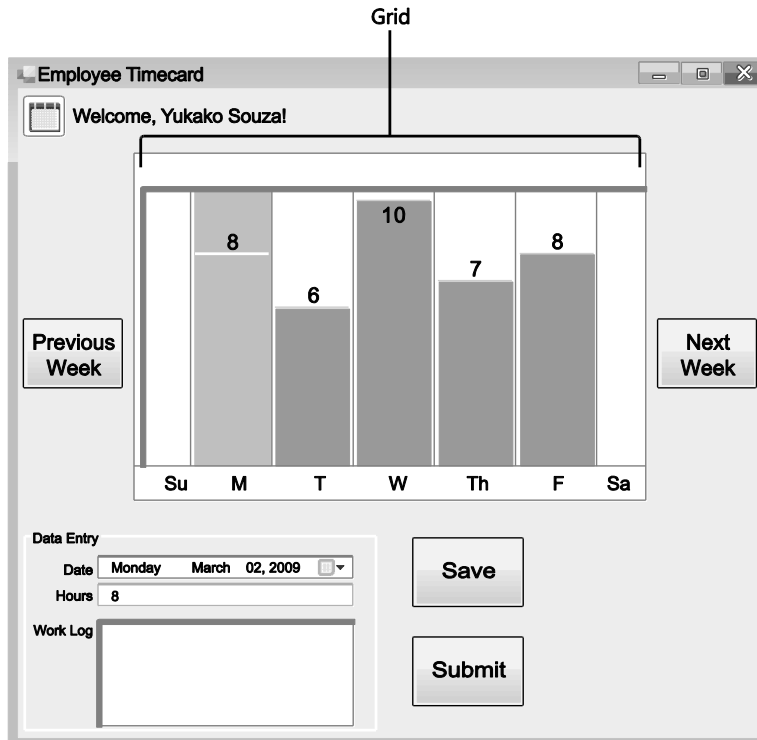 Grid
Employee Timecard
Welcome, Yukako Souza!
10
8
8
7
6
Previous
Week
Next
Week
Su M T W Th F Sa
Data Entry
Date Monday March 02, 2009
Hours 8
Work Log
Save
Submit